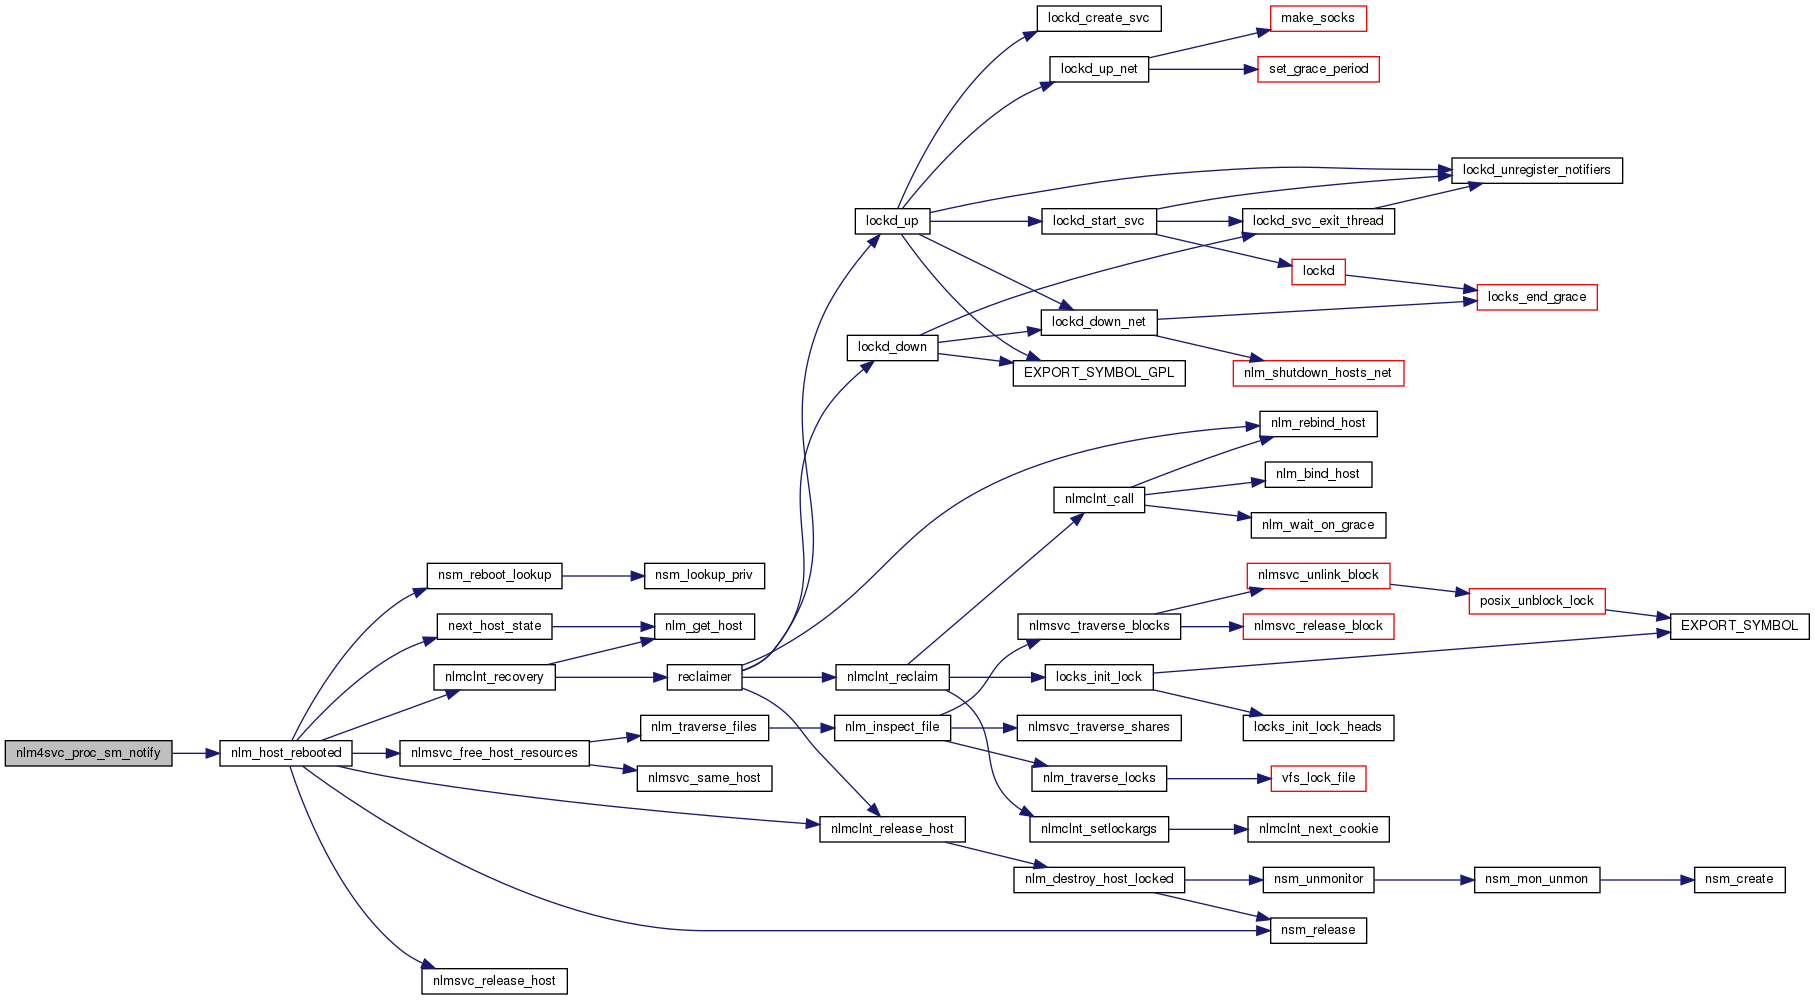 lockd_create_svc
make_socks
lockd_up_net
set_grace_period
lockd_unregister_notifiers
lockd_up
lockd_start_svc
lockd_svc_exit_thread
lockd
locks_end_grace
lockd_down_net
lockd_down
EXPORT_SYMBOL_GPL
nlm_shutdown_hosts_net
nlm_rebind_host
nlm_bind_host
nlmclnt_call
nlm_wait_on_grace
nsm_reboot_lookup
nsm_lookup_priv
nlmsvc_unlink_block
posix_unblock_lock
next_host_state
nlm_get_host
nlmsvc_traverse_blocks
nlmsvc_release_block
EXPORT_SYMBOL
nlmclnt_recovery
reclaimer
nlmclnt_reclaim
locks_init_lock
nlm_traverse_files
nlm_inspect_file
nlmsvc_traverse_shares
locks_init_lock_heads
nlm4svc_proc_sm_notify
nlm_host_rebooted
nlmsvc_free_host_resources
nlmsvc_same_host
nlm_traverse_locks
vfs_lock_file
nlmclnt_release_host
nlmclnt_setlockargs
nlmclnt_next_cookie
nlm_destroy_host_locked
nsm_unmonitor
nsm_mon_unmon
nsm_create
nsm_release
nlmsvc_release_host